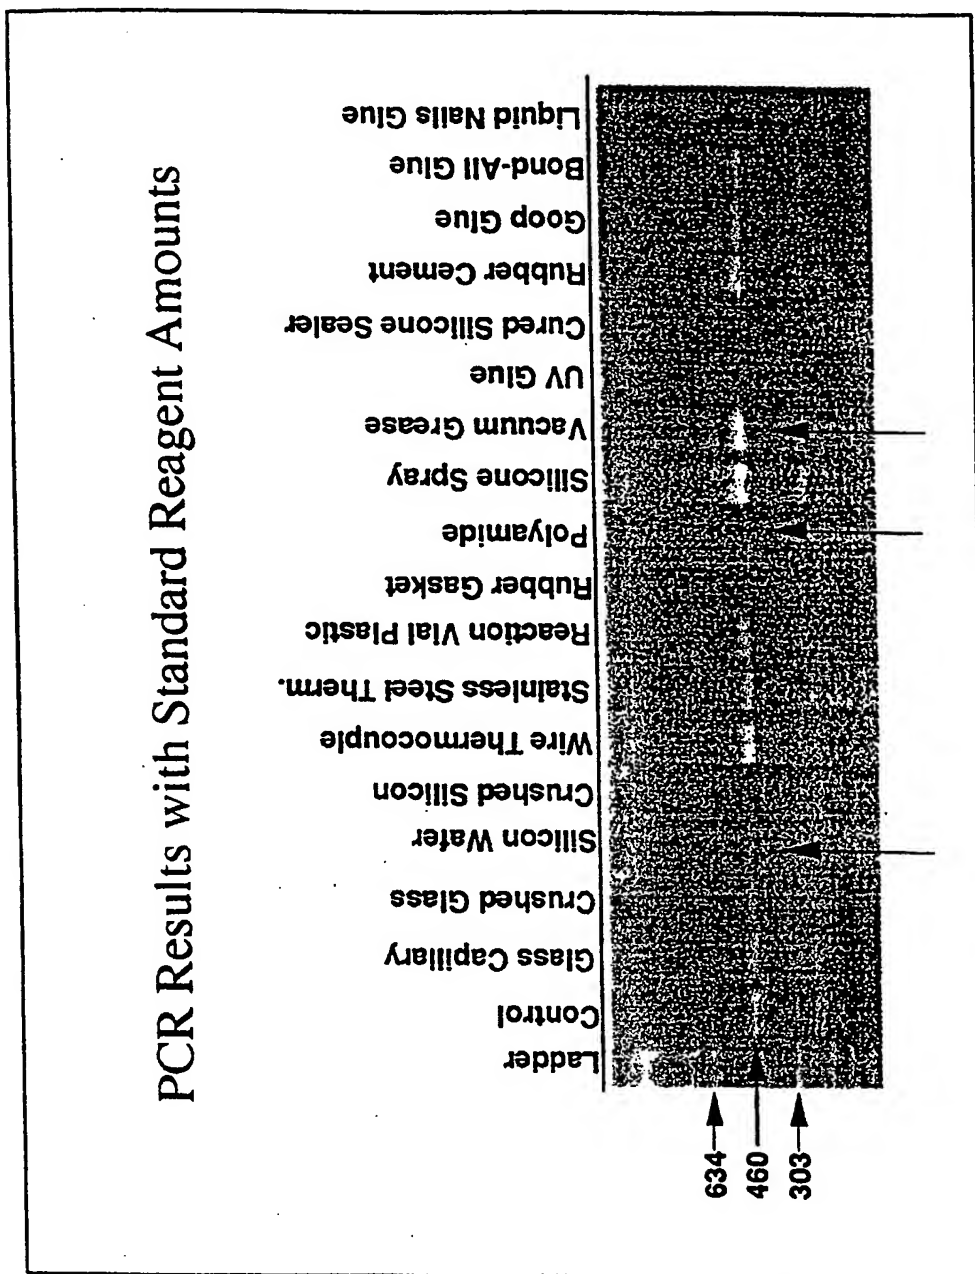 PCR Results with Standard Reagent Amounts
Ladder
Control
Glass Capillary
Crushed Glass
Silicon Wafer
Crushed Silicon
Wire Thermocouple
Stainless Steel Therm.
Reaction Vial Plastic
Rubber Gasket
Polyamide
Silicone Spray
Vacuum Grease
UV Glue
Cured Silicone Sealer
Rubber Cement
Goop Glue
Bond-All Glue
Liquid Nails Glue
634
460
303